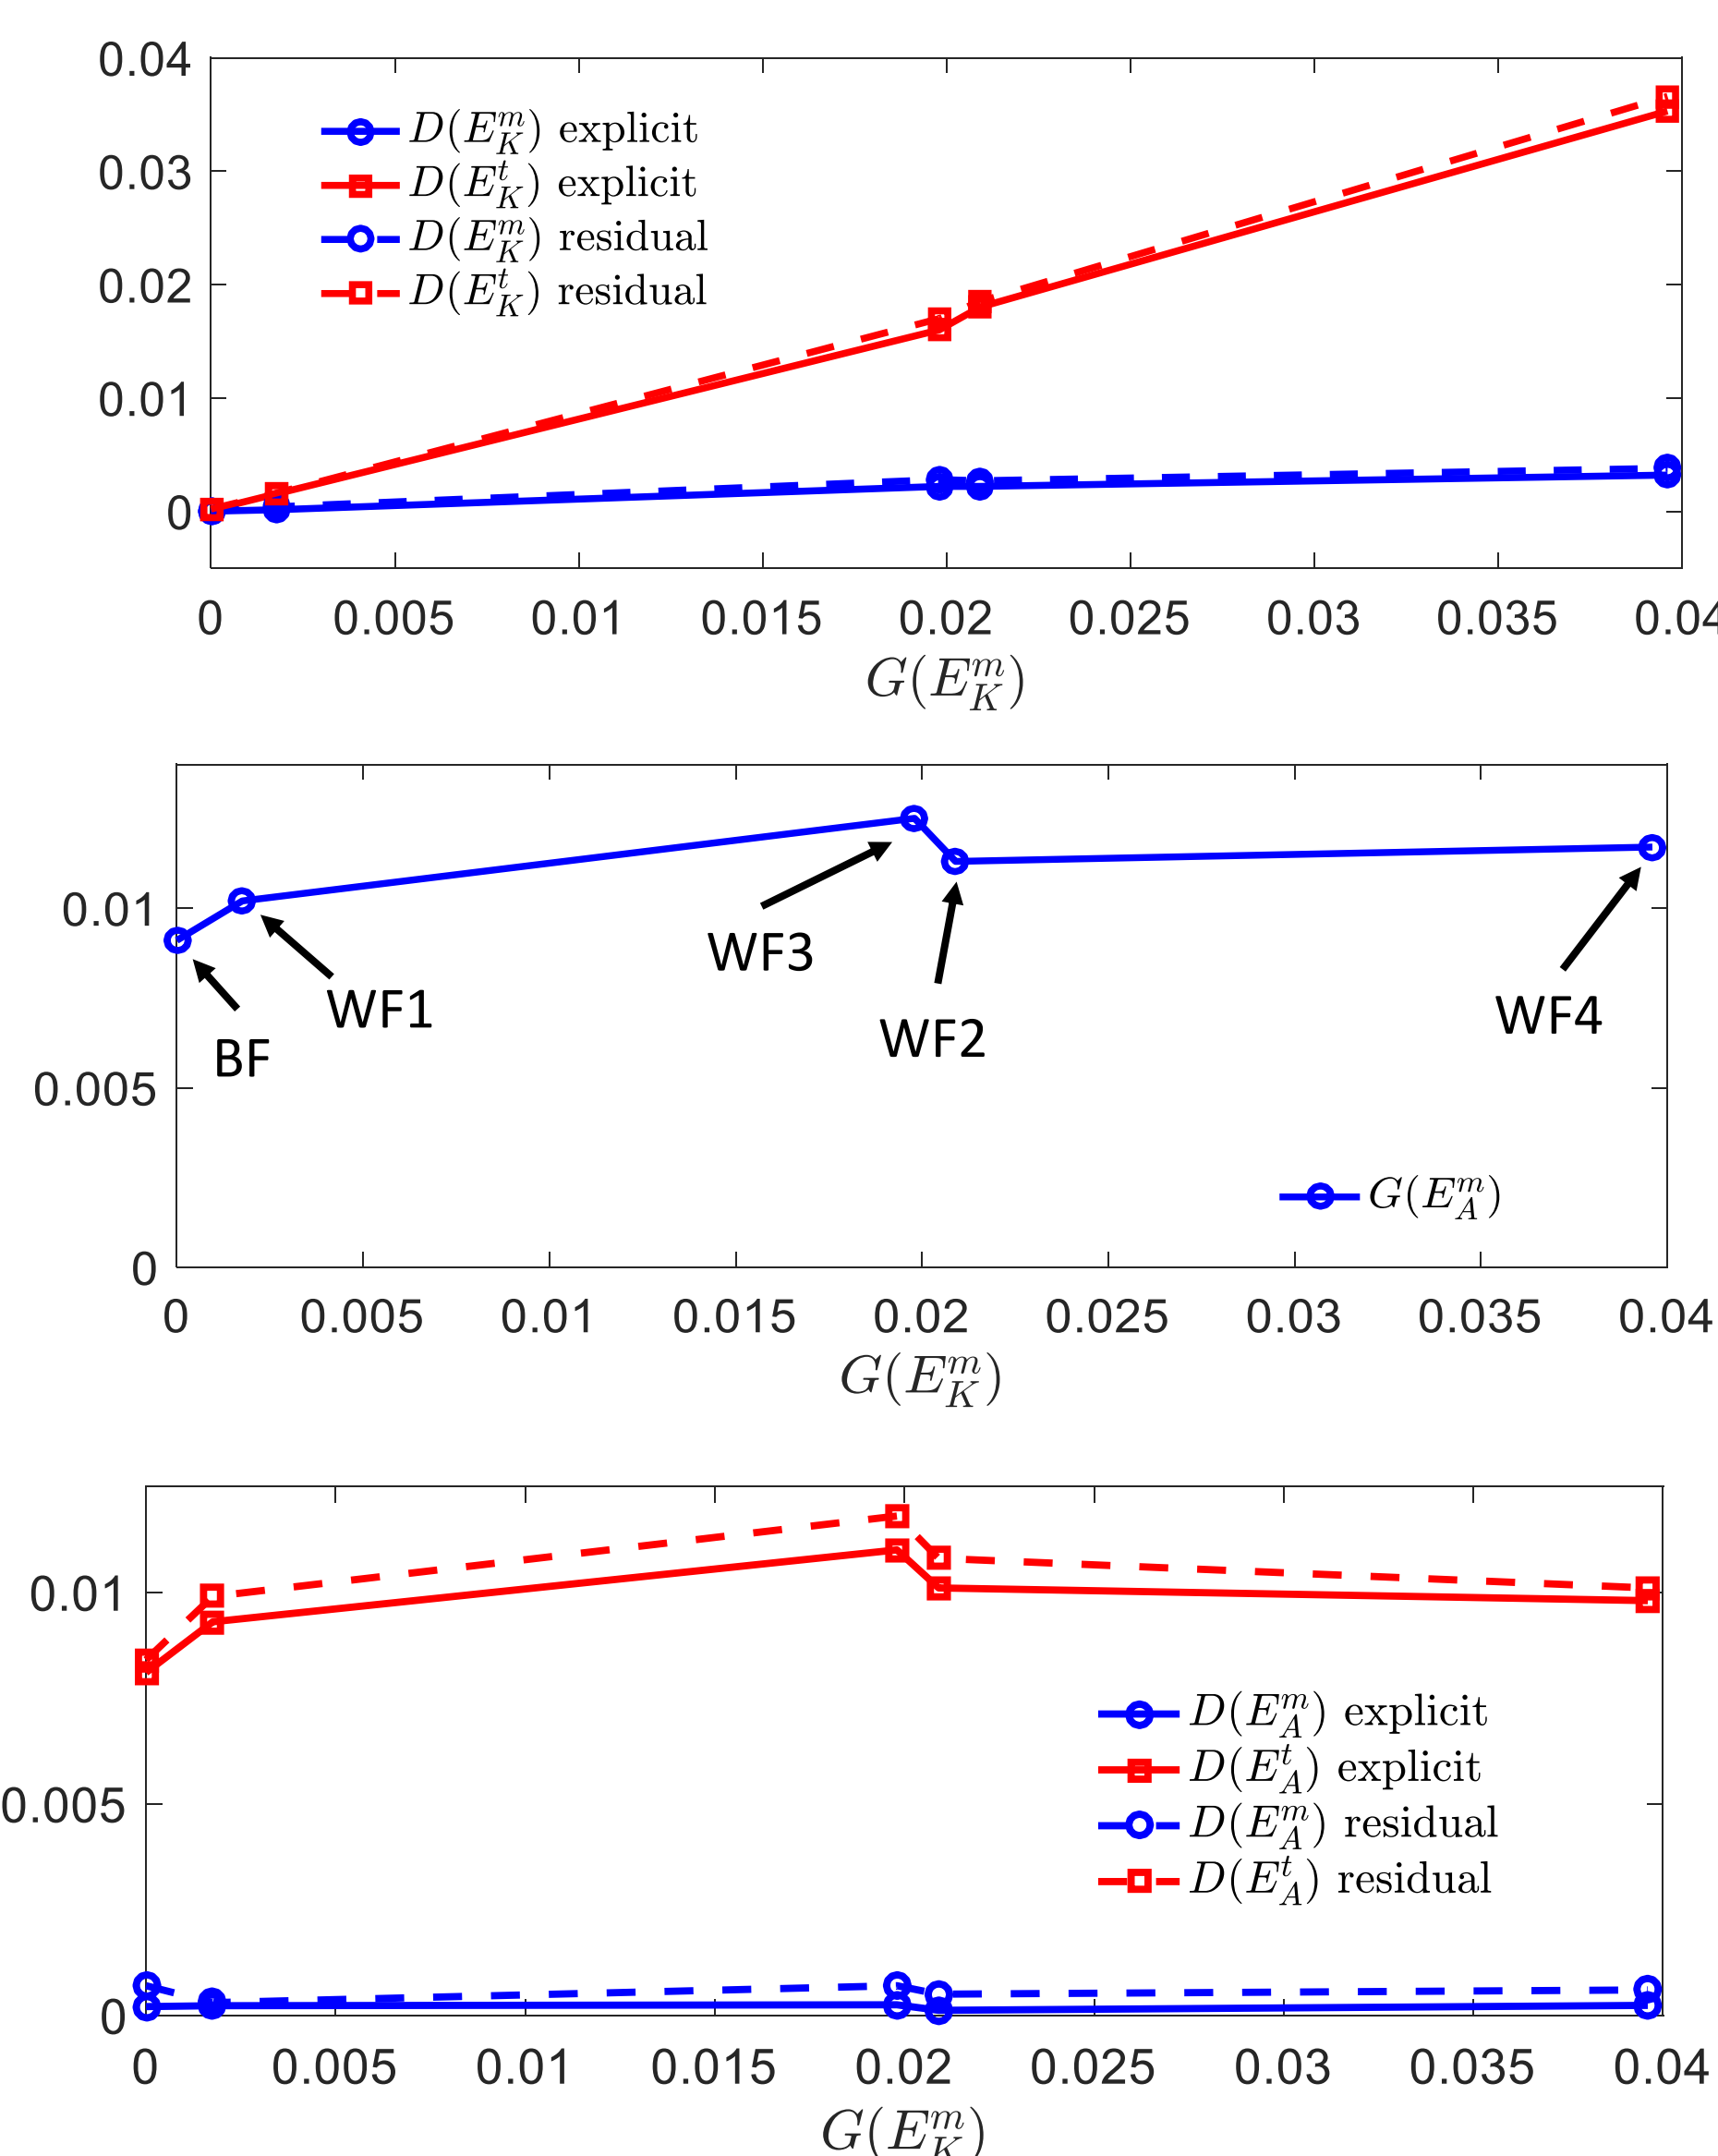 0.04
0.03
0.02
0.01
0
D(E_K^m) explicit
D(E_K^t) explicit
D(E_K^m) residual
D(E_K^t) residual
0 0.005 0.01 0.015 0.02 0.025 0.03 0.035 0.04
G(E_K^m)
0.01
0.005
0
BF
WF1
WF3
WF2
WF4
G(E_A^m)
0 0.005 0.01 0.015 0.02 0.025 0.03 0.035 0.04
G(E_K^m)
0.01
0.005
0
D(E_A^m) explicit
D(E_A^t) explicit
D(E_A^m) residual
D(E_A^t) residual
0 0.005 0.01 0.015 0.02 0.025 0.03 0.035 0.04
G(E_K^m)